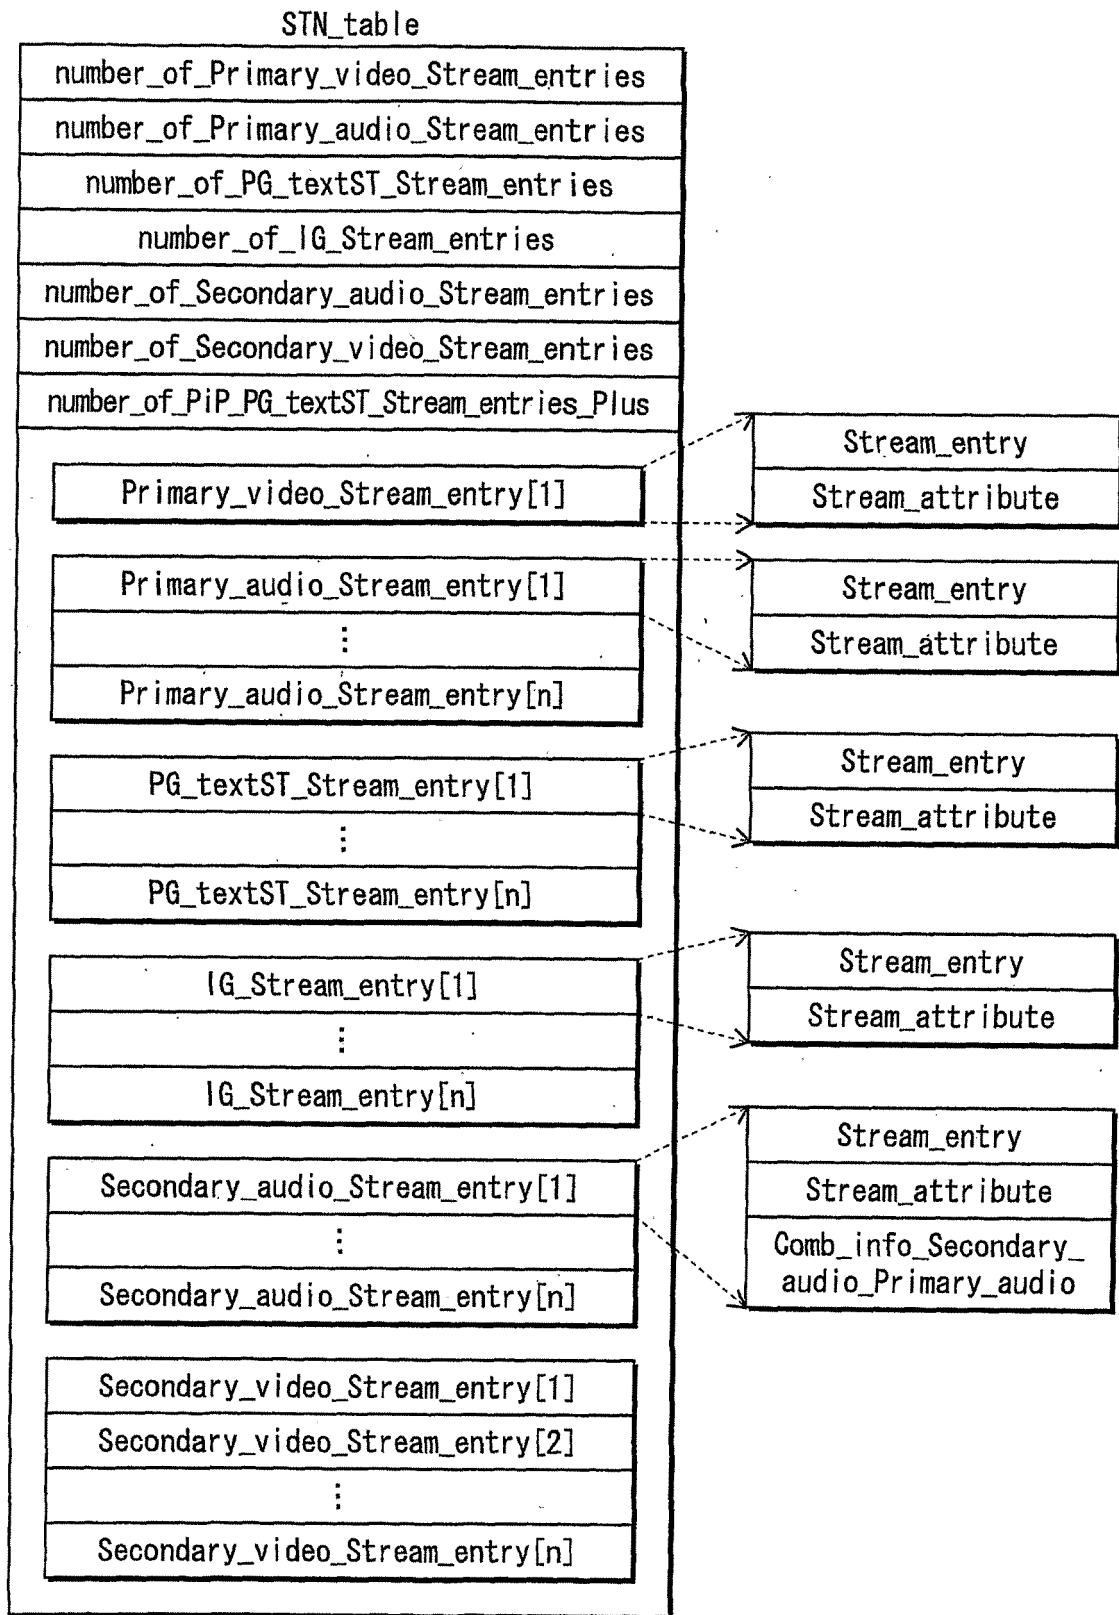 STN_table
number_of_Primary_video_Stream_entries
number_of_Primary_audio_Stream_entries
number_of_PG_textST_Stream_entries
number_of_IG_Stream_entries
number_of_Secondary_audio_Stream_entries
number_of_Secondary_video_Stream_entries
number_of_PiP_PG_textST_Stream_entries_Plus
Primary_video_Stream_entry[1]
Stream_entry
Stream_attribute
Primary_audio_Stream_entry[1]
⋮
Primary_audio_Stream_entry[n]
Stream_entry
Stream_attribute
PG_textST_Stream_entry[1]
⋮
PG_textST_Stream_entry[n]
Stream_entry
Stream_attribute
IG_Stream_entry[1]
⋮
IG_Stream_entry[n]
Stream_entry
Stream_attribute
Secondary_audio_Stream_entry[1]
⋮
Secondary_audio_Stream_entry[n]
Stream_entry
Stream_attribute
Comb_info_Secondary_
audio_Primary_audio
Secondary_video_Stream_entry[1]
Secondary_video_Stream_entry[2]
⋮
Secondary_video_Stream_entry[n]